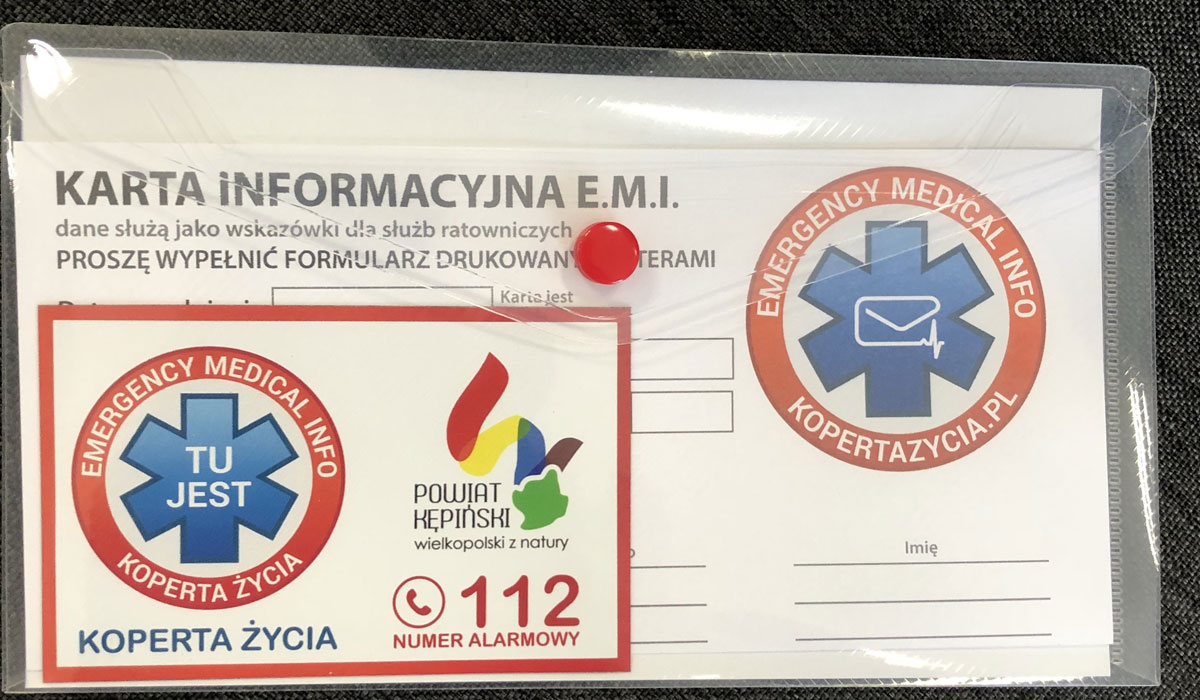 KARTA iNFORMACYJNA E.M.I.
dane służą jako wskazówki dla służb ratowniczych
PROSZĘ WYPEŁNIĆ FORMULARZ DRUKOWANY TERAMI
Karta jest
EMERGENCY MEDICAL INFO
KOPERTAZYCIA.PL
Imię
EMERGENCY MEDICAL INFO
TU
JEST
KOPERTA ŻYCIA
KOPERTA ŻYCIA
POWIAT
KĘPIŃSKI
wielkopolski z natury
112
NUMER ALARMOWY